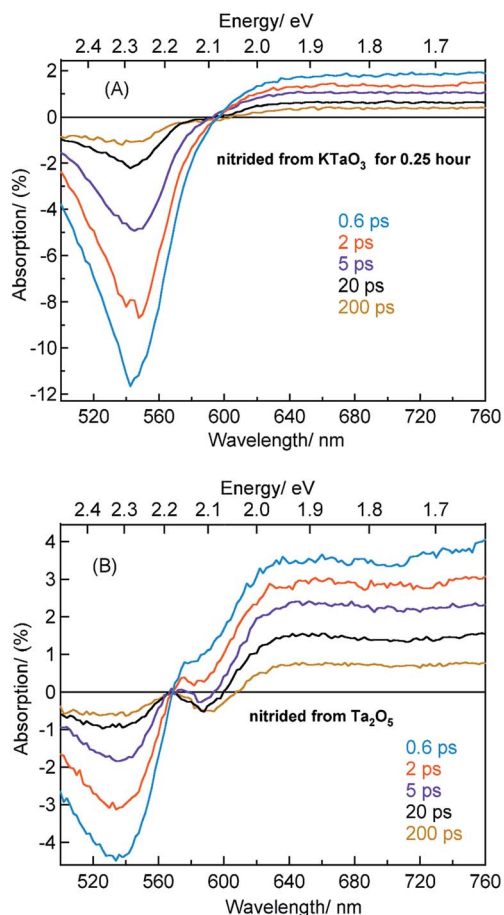 Energy/ eV
2.4 2.3 2.2 2.1 2.0 1.9 1.8 1.7
(A)
2
0
-2
-4
-6
-8
-10
-12
Absorption/ (%)
nitrided from KTaO₃ for 0.25 hour
0.6 ps
2 ps
5 ps
20 ps
200 ps
520 560 600 640 680 720 760
Wavelength/ nm
Energy/ eV
2.4 2.3 2.2 2.1 2.0 1.9 1.8 1.7
(B)
4
3
2
1
0
-1
-2
-3
-4
Absorption/ (%)
nitrided from Ta₂O₅
0.6 ps
2 ps
5 ps
20 ps
200 ps
520 560 600 640 680 720 760
Wavelength/ nm